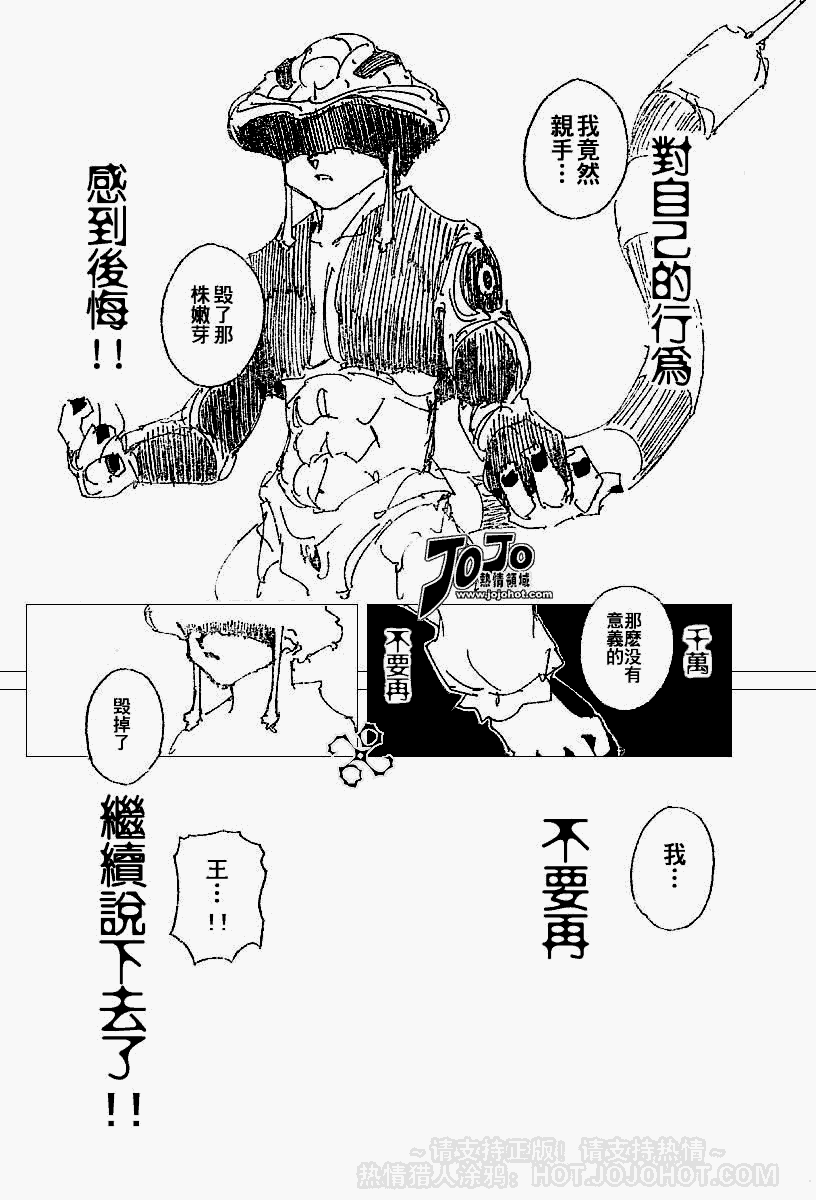 對自己的行為
我竟然
親手…
毀了那
株嫩芽
感到後悔!!
JOJO
熱情領域
www.jojohot.com
千萬
那麼没有
意義的
不要再
毀掉了
我…
不要再
王…!!
繼續說下去了!!
~请支持正版! 请支持热情~
热情猎人涂鸦: HOT.JOJOHOT.COM